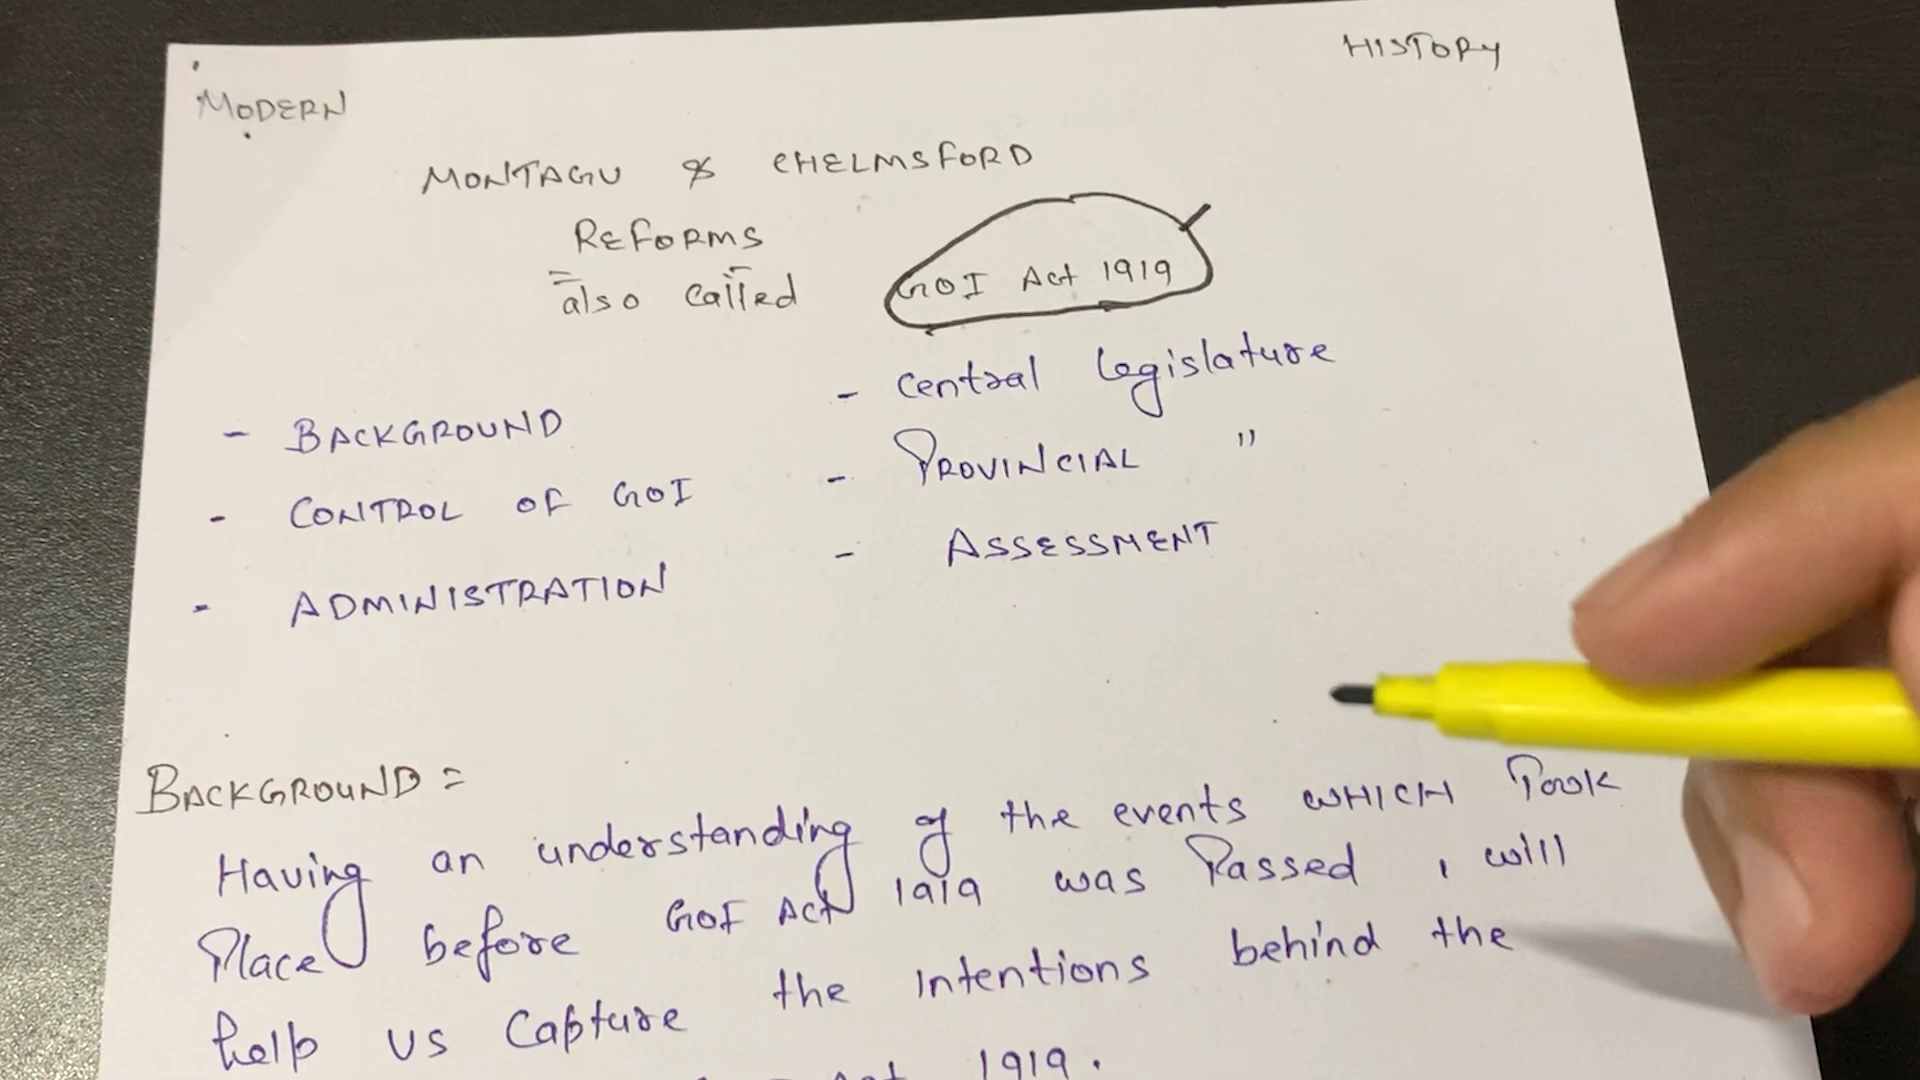 MODERN
HISTORY
MONTAGU & CHELMSFORD
REFORMS
also called GOI Act 1919
- BACKGROUND
- CONTROL OF GOI
- ADMINISTRATION
- Central Legislature
- PROVINCIAL "
- ASSESSMENT
BACKGROUND =
Having an understanding of the events WHICH Took
Place before GOI Act 1919 was Passed, will
help us Capture the Intentions behind the
Act 1919.